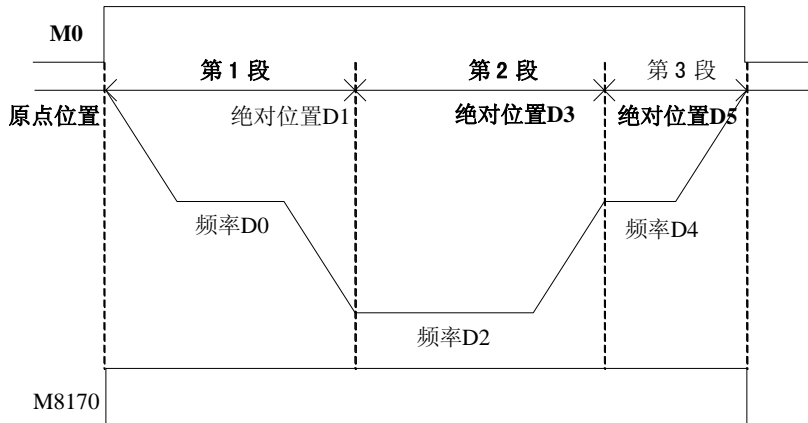 M0
第 1 段
第 2 段
第 3 段
原点位置
绝对位置D1
绝对位置D3
绝对位置D5
频率D0
频率D4
频率D2
M8170